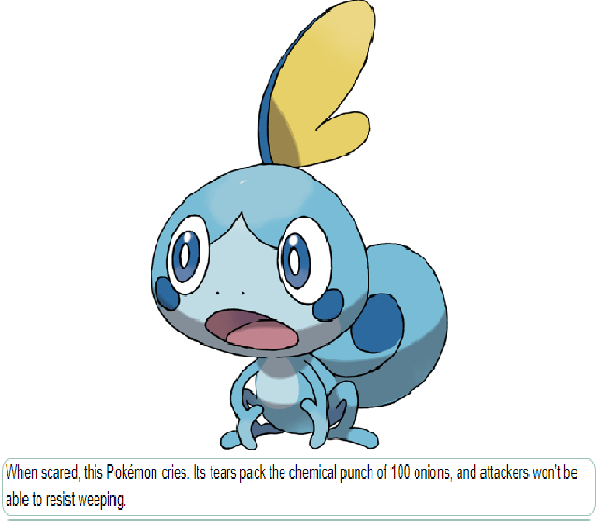 When scared, this Pokémon cries. Its tears pack the chemical punch of 100 onions, and attackers won't be
able to resist weeping.